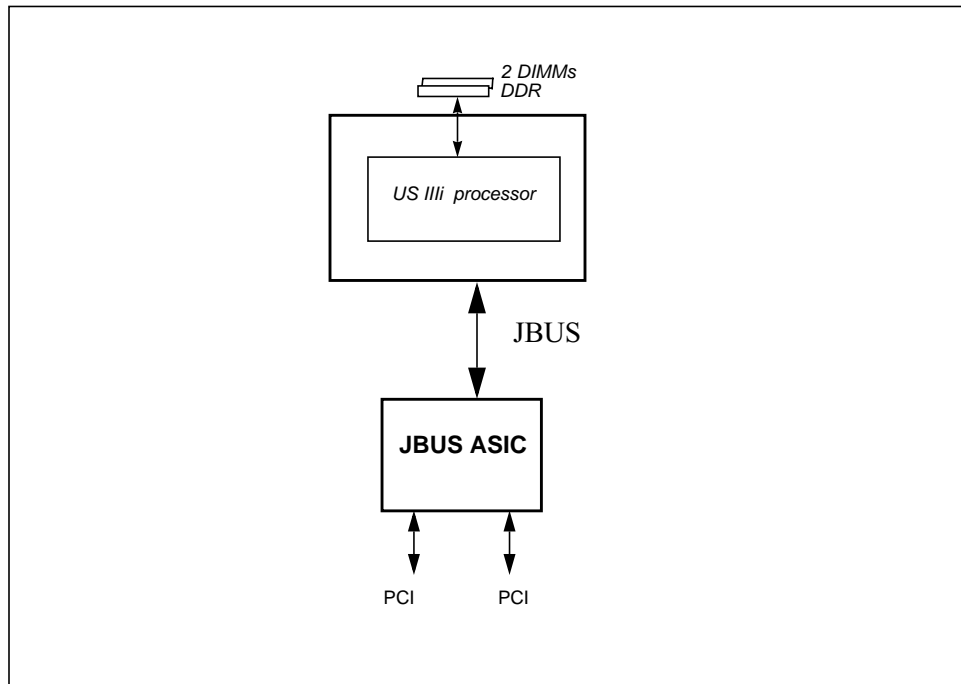 2 DIMMs
DDR
US IIIi processor
JBUS
JBUS ASIC
PCI PCI